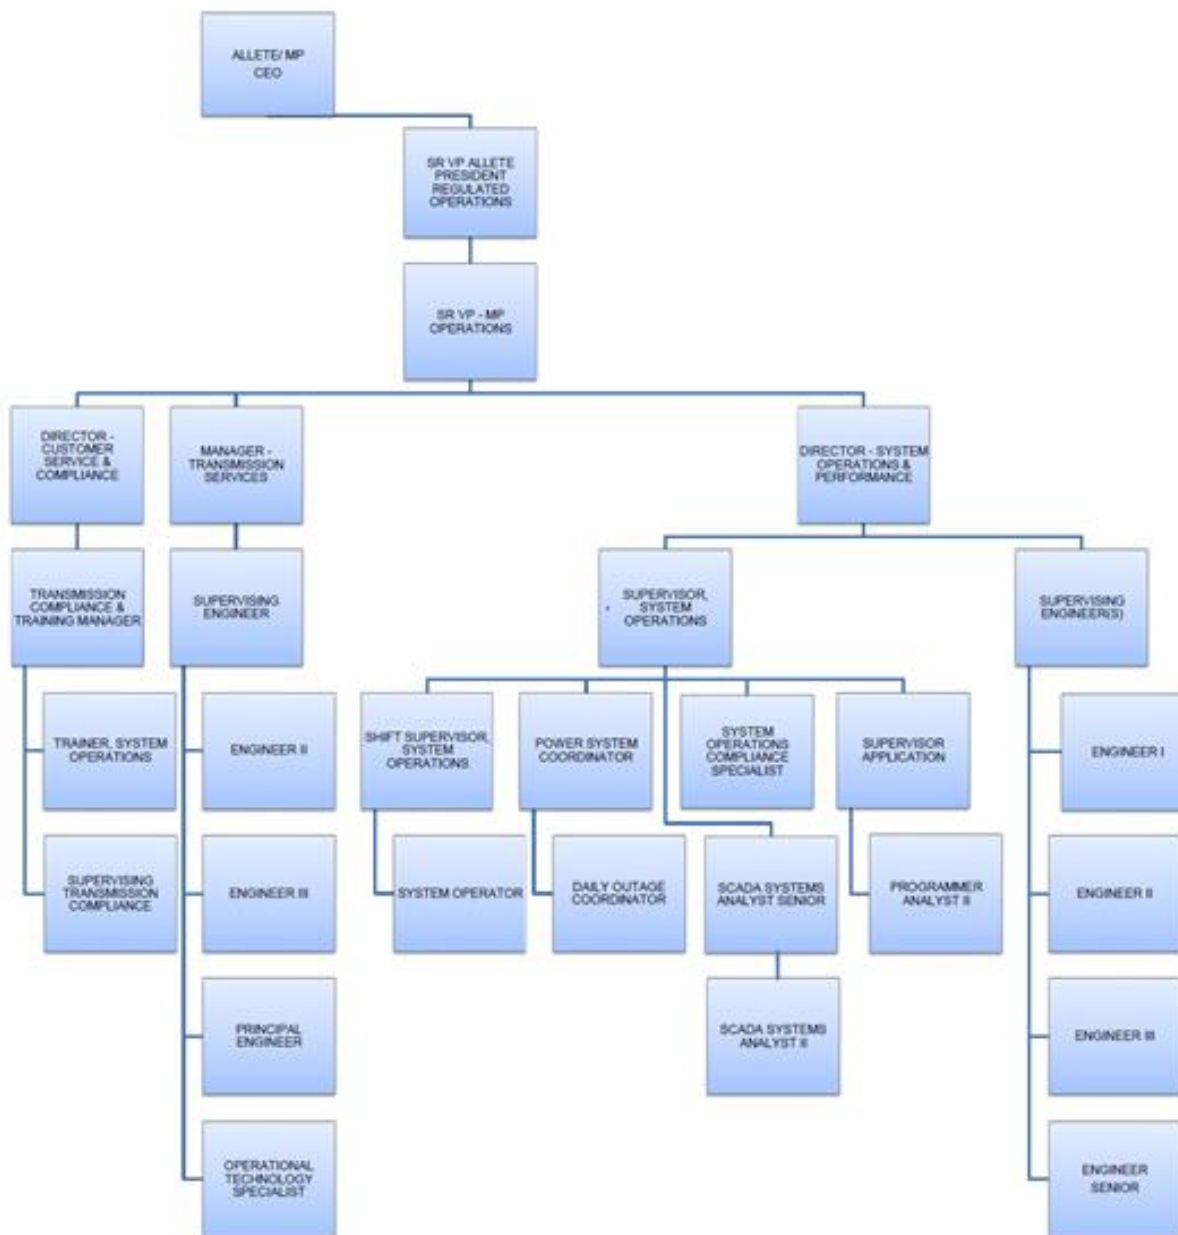 ALLETE/ MP
CEO
SR VP ALLETE
PRESIDENT
REGULATED
OPERATIONS
SR VP - MP
OPERATIONS
DIRECTOR -
CUSTOMER
SERVICE &
COMPLIANCE
MANAGER -
TRANSMISSION
SERVICES
DIRECTOR - SYSTEM
OPERATIONS &
PERFORMANCE
TRANSMISSION
COMPLIANCE &
TRAINING MANAGER
SUPERVISING
ENGINEER
SUPERVISOR,
SYSTEM
OPERATIONS
SUPERVISING
ENGINEER(S)
TRAINER, SYSTEM
OPERATIONS
ENGINEER II
SHIFT SUPERVISOR,
SYSTEM
OPERATIONS
POWER SYSTEM
COORDINATOR
SYSTEM
OPERATIONS
COMPLIANCE
SPECIALIST
SUPERVISOR
APPLICATION
ENGINEER I
SUPERVISING
TRANSMISSION
COMPLIANCE
ENGINEER III
SYSTEM OPERATOR
DAILY OUTAGE
COORDINATOR
SCADA SYSTEMS
ANALYST SENIOR
PROGRAMMER
ANALYST II
ENGINEER II
PRINCIPAL
ENGINEER
SCADA SYSTEMS
ANALYST II
ENGINEER III
OPERATIONAL
TECHNOLOGY
SPECIALIST
ENGINEER
SENIOR